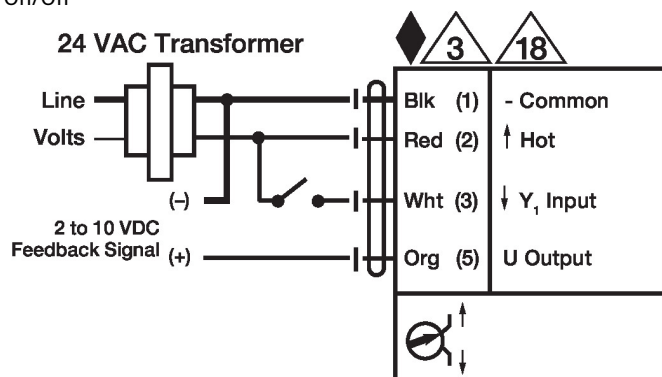 On/Off
24 VAC Transformer
3
18
Line
Blk (1) - Common
Volts
Red (2) ↑ Hot
(–)
Wht (3) ↓ Y₁ Input
2 to 10 VDC
Feedback Signal (+)
Org (5) U Output